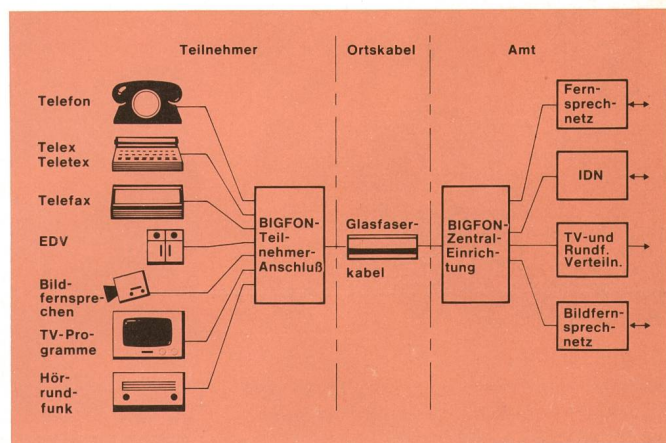 Teilnehmer
Ortskabel
Amt
Telefon
Telex
Teletex
Telefax
EDV
Bild-
fernspre-
chen
TV-Pro-
gramme
Hör-
rund-
funk
BIGFON-
Teil-
nehmer-
Anschluß
Glasfaser-
kabel
BIGFON-
Zentral-
Einrich-
tung
Fern-
sprech-
netz
IDN
TV-und
Rundf.
Verteiln.
Bildfern-
sprech-
netz